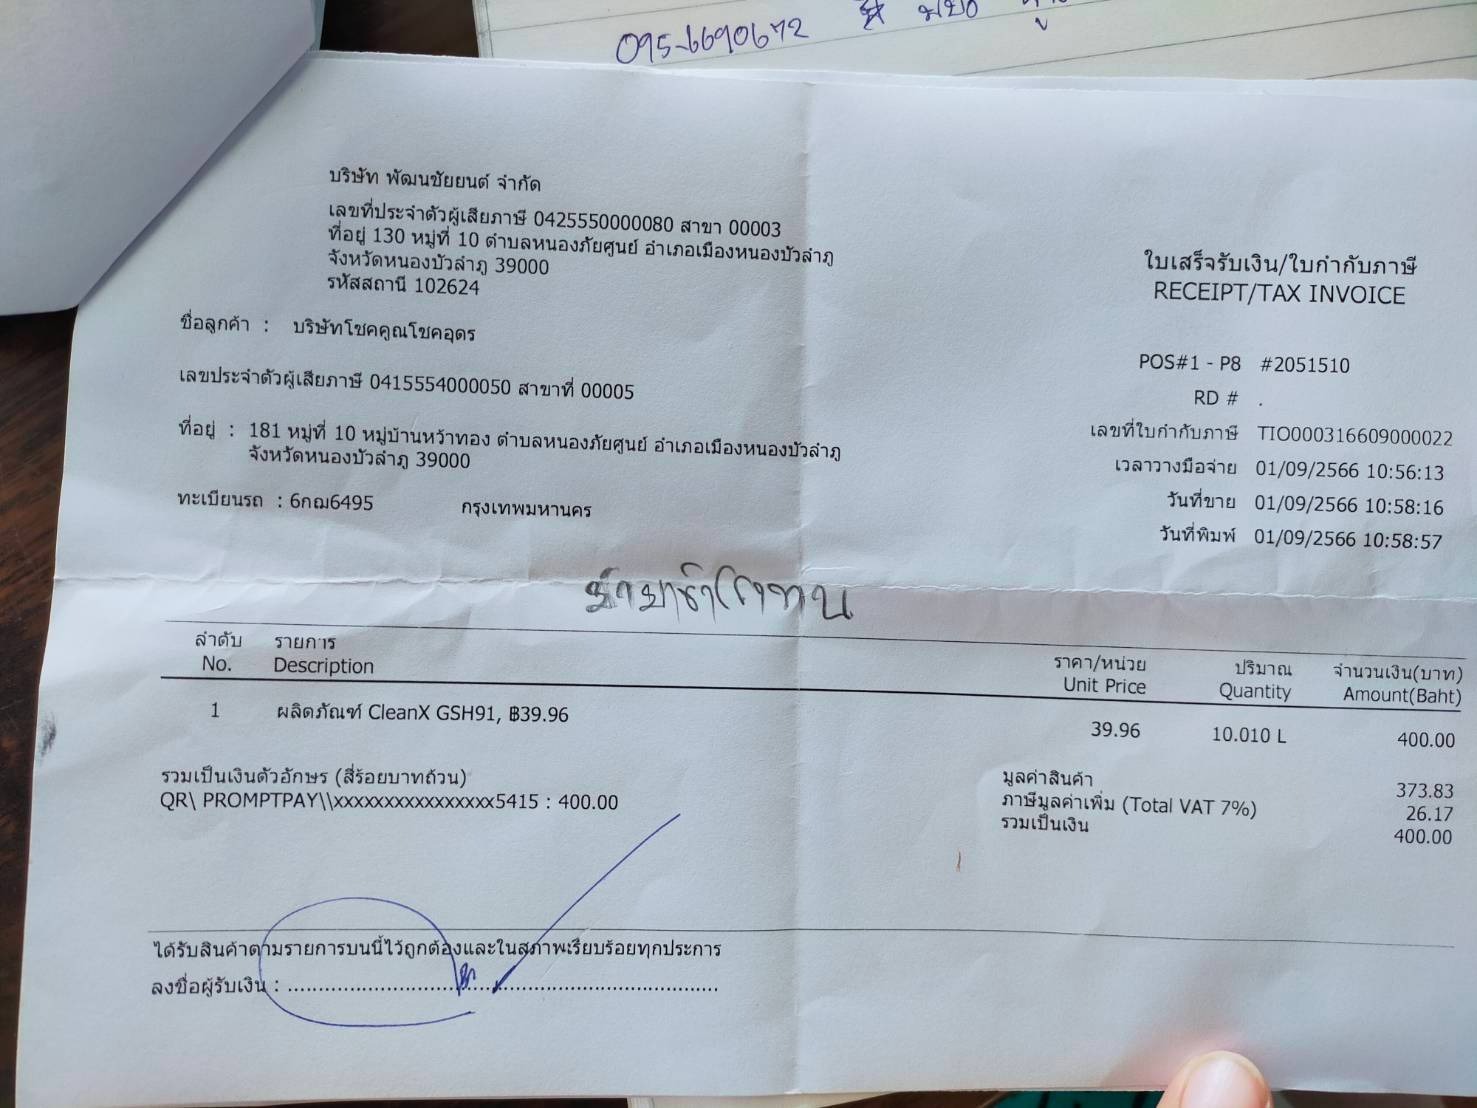 095-6690672
บริษัท พัฒนชัยยนต์ จำกัด
เลขที่ประจำตัวผู้เสียภาษี 0425550000080 สาขา 00003
ที่อยู่ 130 หมู่ที่ 10 ตำบลหนองภัยศูนย์ อำเภอเมืองหนองบัวลำภู
จังหวัดหนองบัวลำภู 39000
รหัสสถานี 102624
ใบเสร็จรับเงิน/ใบกำกับภาษี
RECEIPT/TAX INVOICE
ชื่อลูกค้า : บริษัทโชคคูณโชคอุดร
เลขประจำตัวผู้เสียภาษี 0415554000050 สาขาที่ 00005
ที่อยู่ : 181 หมู่ที่ 10 หมู่บ้านหว้าทอง ตำบลหนองภัยศูนย์ อำเภอเมืองหนองบัวลำภู
จังหวัดหนองบัวลำภู 39000
ทะเบียนรถ : 6กฌ6495 กรุงเทพมหานคร
POS#1 - P8 #2051510
RD # .
เลขที่ใบกำกับภาษี TIO000316609000022
เวลาวางมือจ่าย 01/09/2566 10:56:13
วันที่ขาย 01/09/2566 10:58:16
วันที่พิมพ์ 01/09/2566 10:58:57
ลำดับ รายการ ราคา/หน่วย ปริมาณ จำนวนเงิน(บาท)
No. Description Unit Price Quantity Amount(Baht)
1 ผลิตภัณฑ์ CleanX GSH91, ฿39.96 39.96 10.010 L 400.00
รวมเป็นเงินตัวอักษร (สี่ร้อยบาทถ้วน)
QR\ PROMPTPAY\\xxxxxxxxxxxxxxxx5415 : 400.00
มูลค่าสินค้า 373.83
ภาษีมูลค่าเพิ่ม (Total VAT 7%) 26.17
รวมเป็นเงิน 400.00
ได้รับสินค้าตามรายการบนนี้ไว้ถูกต้องและในสภาพเรียบร้อยทุกประการ
ลงชื่อผู้รับเงิน : ........................................................................